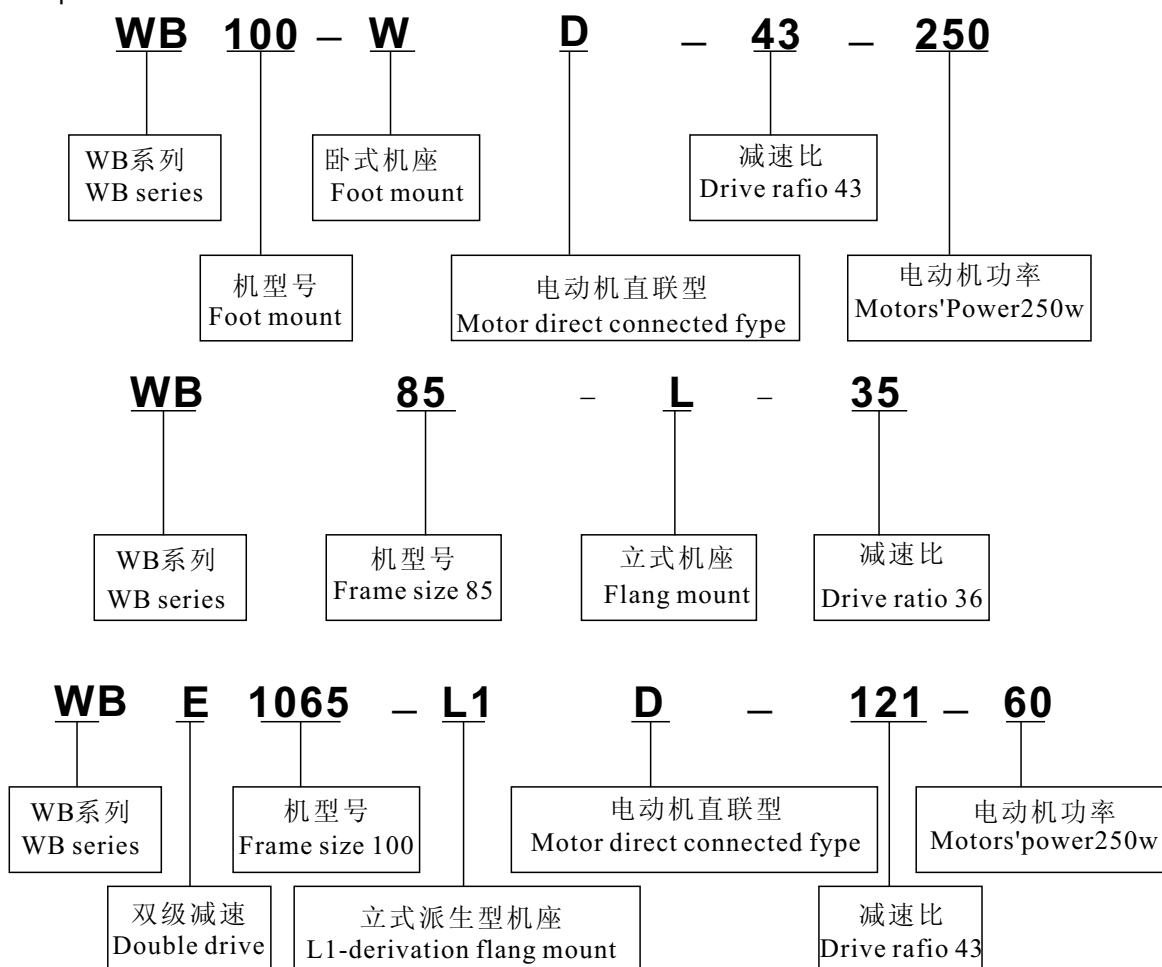 WB 100 – W D – 43 – 250
WB系列
WB series
卧式机座
Foot mount
减速比
Drive rafio 43
机型号
Foot mount
电动机直联型
Motor direct connected fype
电动机功率
Motors'Power250w
WB 85 - L - 35
WB系列
WB series
机型号
Frame size 85
立式机座
Flang mount
减速比
Drive ratio 36
WB E 1065 – L1 D – 121 – 60
WB系列
WB series
机型号
Frame size 100
电动机直联型
Motor direct connected fype
电动机功率
Motors'power250w
双级减速
Double drive
立式派生型机座
L1-derivation flang mount
减速比
Drive rafio 43